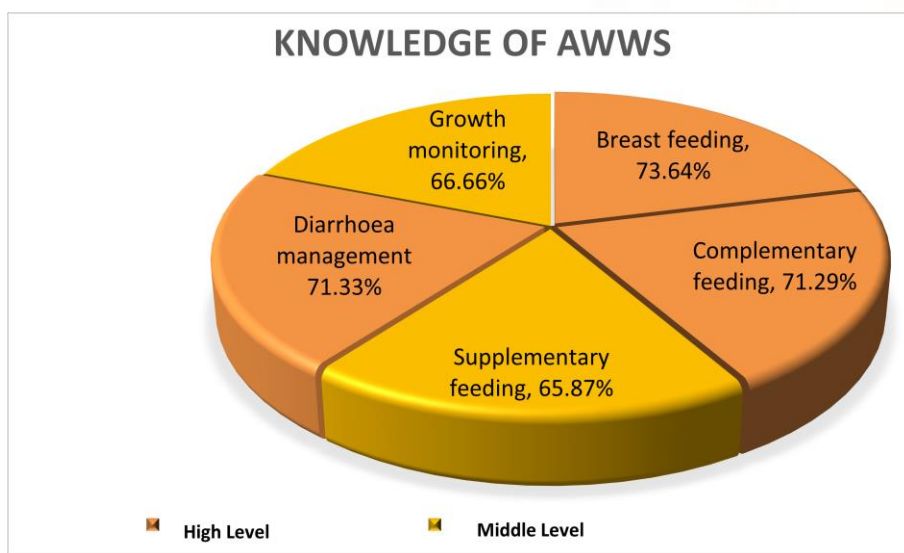 KNOWLEDGE OF AWWS
Growth
monitoring,
66.66%
Breast feeding,
73.64%
Diarrhoea
management
71.33%
Complementary
feeding, 71.29%
Supplementary
feeding, 65.87%
High Level
Middle Level